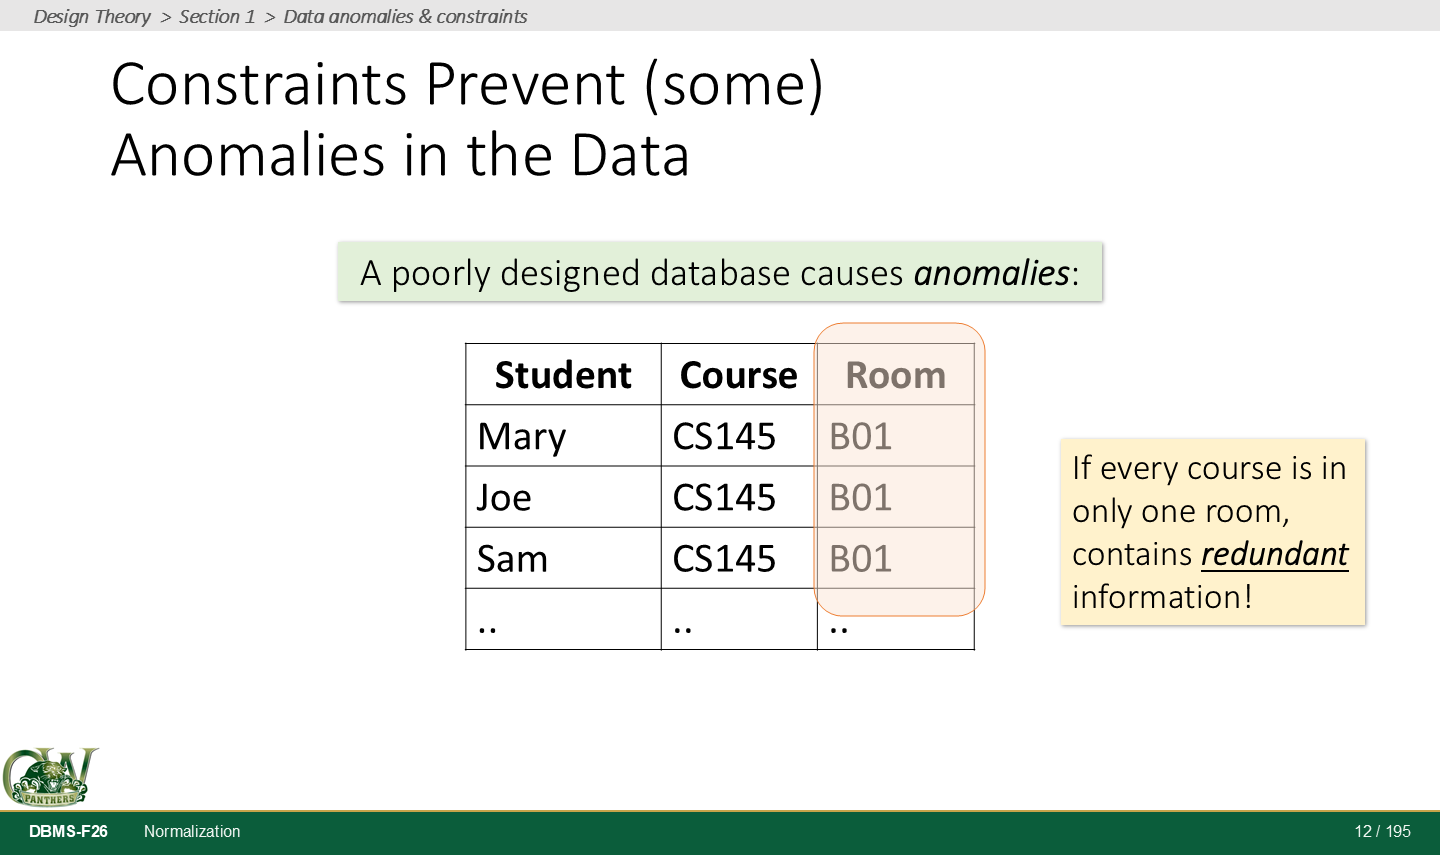 Design Theory > Section 1 > Data anomalies & constraints
Constraints Prevent (some)
Anomalies in the Data
A poorly designed database causes anomalies:
Student Course Room
Mary CS145 B01
Joe CS145 B01
Sam CS145 B01
.. .. ..
If every course is in
only one room,
contains redundant
information!
OW
PANTHERS
DBMS-F26 Normalization 12 / 195